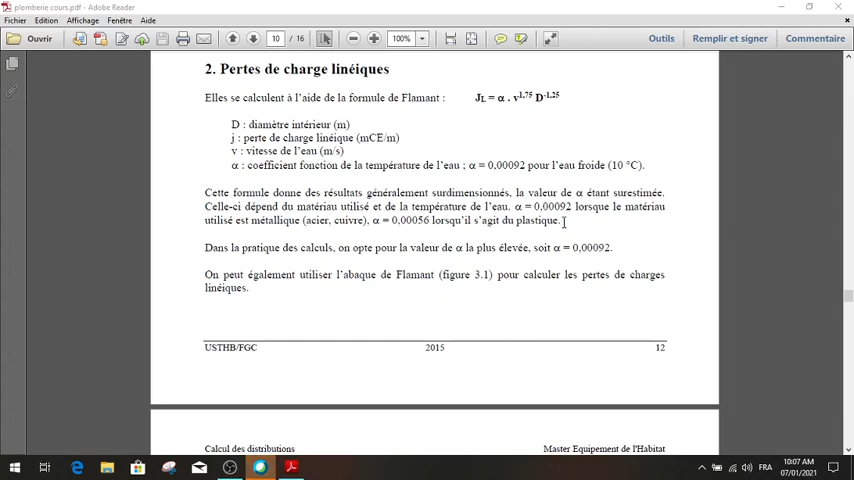 plomberie cours.pdf - Adobe Reader
Fichier Edition Affichage Fenêtre Aide
Ouvrir 10 / 16 100% Outils Remplir et signer Commentaire
2. Pertes de charge linéiques
Elles se calculent à l'aide de la formule de Flamant : J_L = α . v^1,75 D^-1,25
D : diamètre intérieur (m)
j : perte de charge linéique (mCE/m)
v : vitesse de l'eau (m/s)
α : coefficient fonction de la température de l'eau ; α = 0,00092 pour l'eau froide (10 °C).
Cette formule donne des résultats généralement surdimensionnés, la valeur de α étant surestimée.
Celle-ci dépend du matériau utilisé et de la température de l'eau. α = 0,00092 lorsque le matériau
utilisé est métallique (acier, cuivre), α = 0,00056 lorsqu'il s'agit du plastique.
Dans la pratique des calculs, on opte pour la valeur de α la plus élevée, soit α = 0,00092.
On peut également utiliser l'abaque de Flamant (figure 3.1) pour calculer les pertes de charges
linéiques.
USTHB/FGC 2015 12
Calcul des distributions Master Equipement de l'Habitat
FRA 10:07 AM
07/01/2021